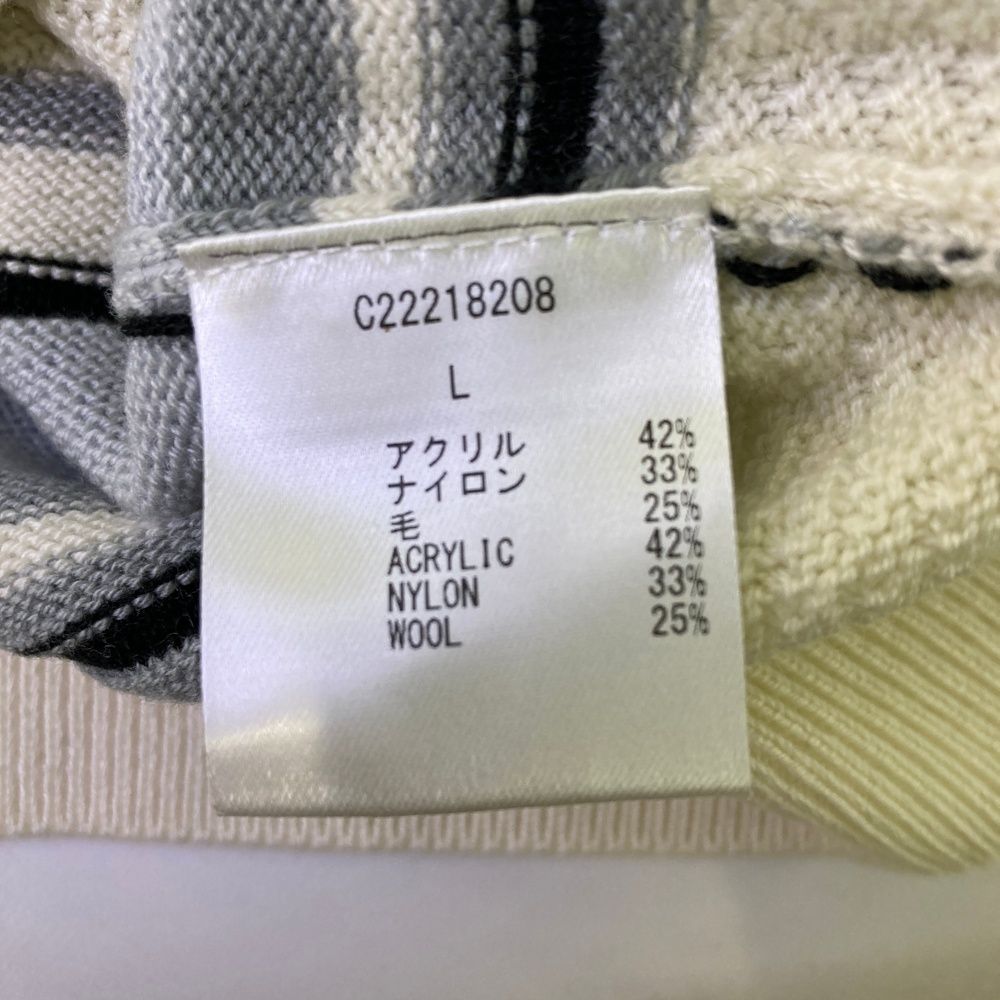 C22218208
L
アクリル 42%
ナイロン 33%
毛 25%
ACRYLIC 42%
NYLON 33%
WOOL 25%